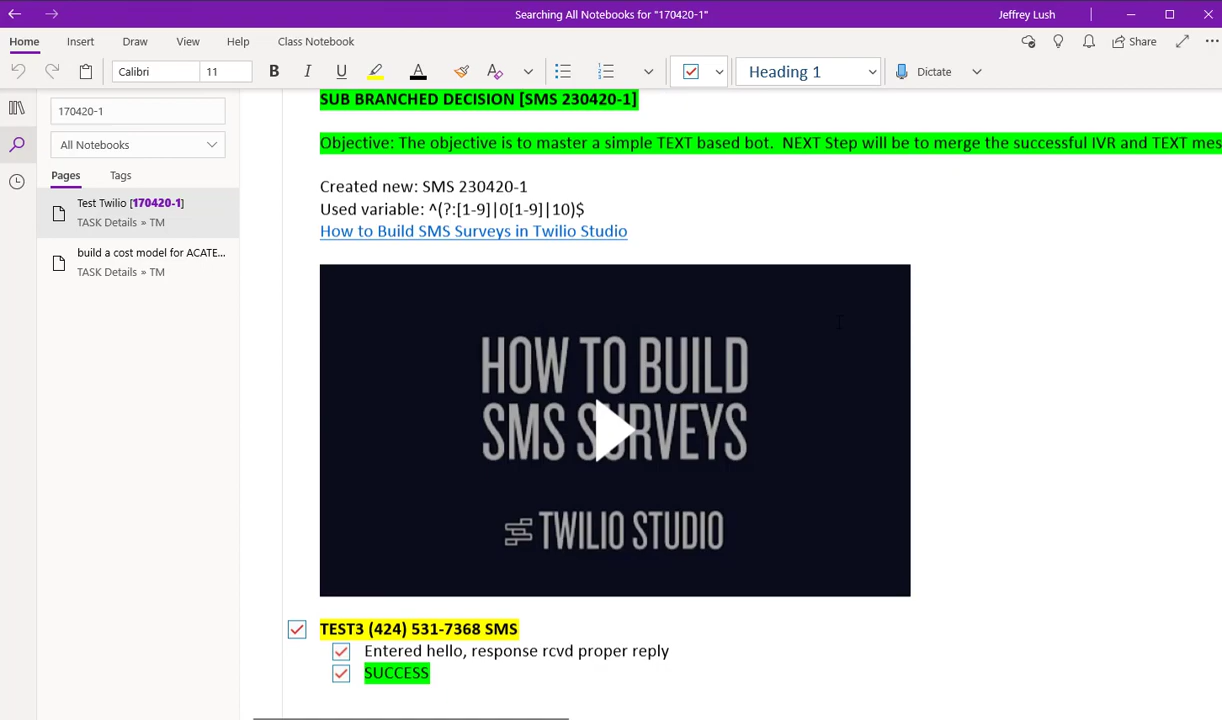 Searching All Notebooks for "170420-1"
Jeffrey Lush
Home
Insert
Draw
View
Help
Class Notebook
Share
Calibri
11
B
I
U
A
A
Heading 1
Dictate
170420-1
All Notebooks
Pages
Tags
Test Twilio [170420-1]
TASK Details » TM
build a cost model for ACATE...
TASK Details » TM
SUB BRANCHED DECISION [SMS 230420-1]
Objective: The objective is to master a simple TEXT based bot. NEXT Step will be to merge the successful IVR and TEXT mes
Created new: SMS 230420-1
Used variable: ^(?:[1-9]||0[1-9]||10)$
How to Build SMS Surveys in Twilio Studio
HOW TO BUILD
SMS SURVEYS
TWILIO STUDIO
TEST3 (424) 531-7368 SMS
Entered hello, response rcvd proper reply
SUCCESS